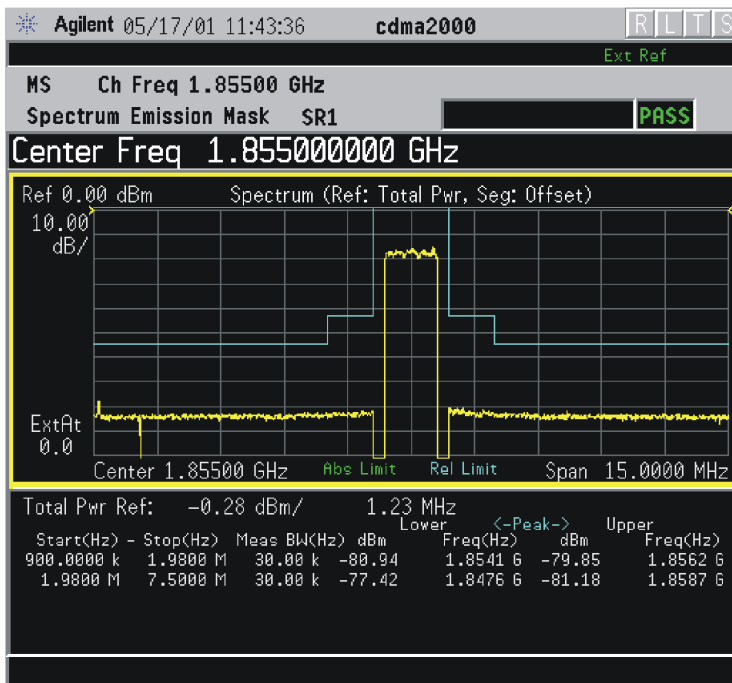 Agilent 05/17/01 11:43:36 cdma2000 R L T S
Ext Ref
MS Ch Freq 1.85500 GHz
Spectrum Emission Mask SR1 PASS
Center Freq 1.855000000 GHz
Ref 0.00 dBm Spectrum (Ref: Total Pwr, Seg: Offset)
10.00
dB/
ExtAt
0.0
Center 1.85500 GHz Abs Limit Rel Limit Span 15.0000 MHz
Total Pwr Ref: -0.28 dBm/ 1.23 MHz
Lower <-Peak-> Upper
Start(Hz) - Stop(Hz) Meas BW(Hz) dBm Freq(Hz) dBm Freq(Hz)
900.0000 k 1.9800 M 30.00 k -80.94 1.8541 G -79.85 1.8562 G
1.9800 M 7.5000 M 30.00 k -77.42 1.8476 G -81.18 1.8587 G